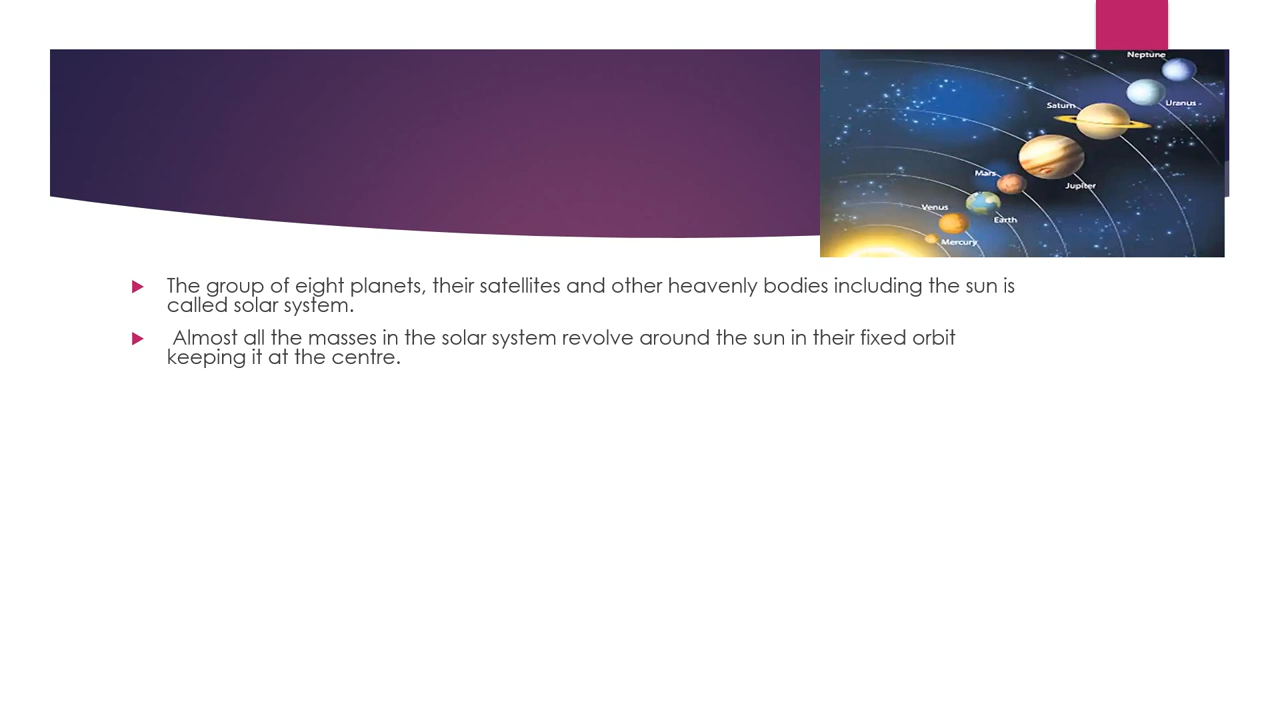 Neptune
Uranus
Saturn
Jupiter
Mars
Earth
Venus
Mercury
The group of eight planets, their satellites and other heavenly bodies including the sun is
called solar system.
Almost all the masses in the solar system revolve around the sun in their fixed orbit
keeping it at the centre.